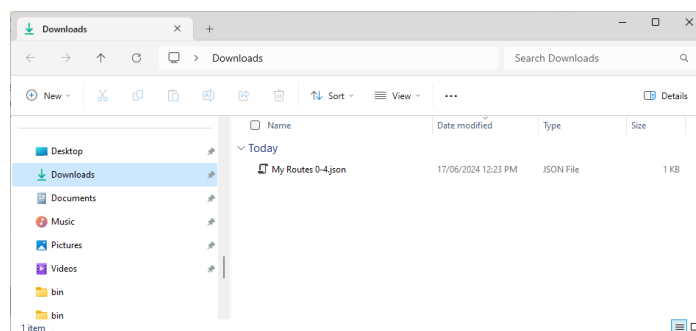 Downloads
Downloads
Search Downloads
New
Sort
View
Details
Name
Date modified
Type
Size
Desktop
Today
Downloads
My Routes 0-4.json
17/06/2024 12:23 PM
JSON File
1 KB
Documents
Music
Pictures
Videos
bin
bin
1 item